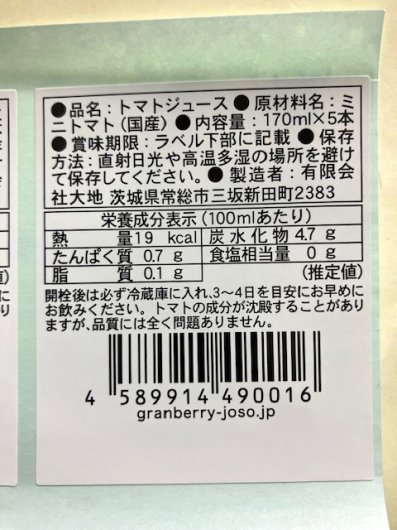 ●品名：トマトジュース●原材料名：ミ
ニトマト（国産）●内容量：170ml×5本
●賞味期限：ラベル下部に記載●保存
方法：直射日光や高温多湿の場所を避け
て保存してください。●製造者：有限会
社大地 茨城県常総市三坂新田町2383
栄養成分表示（100mlあたり）
熱量19 kcal 炭水化物 4.7 g
たんぱく質 0.7 g 食塩相当量 0 g
脂質 0.1 g （推定値）
開栓後は必ず冷蔵庫に入れ、3～4日を目安にお早めに
お飲みください。トマトの成分が沈殿することがあり
ますが、品質には全く問題ありません。
4 589914 490016
granberry-joso.jp